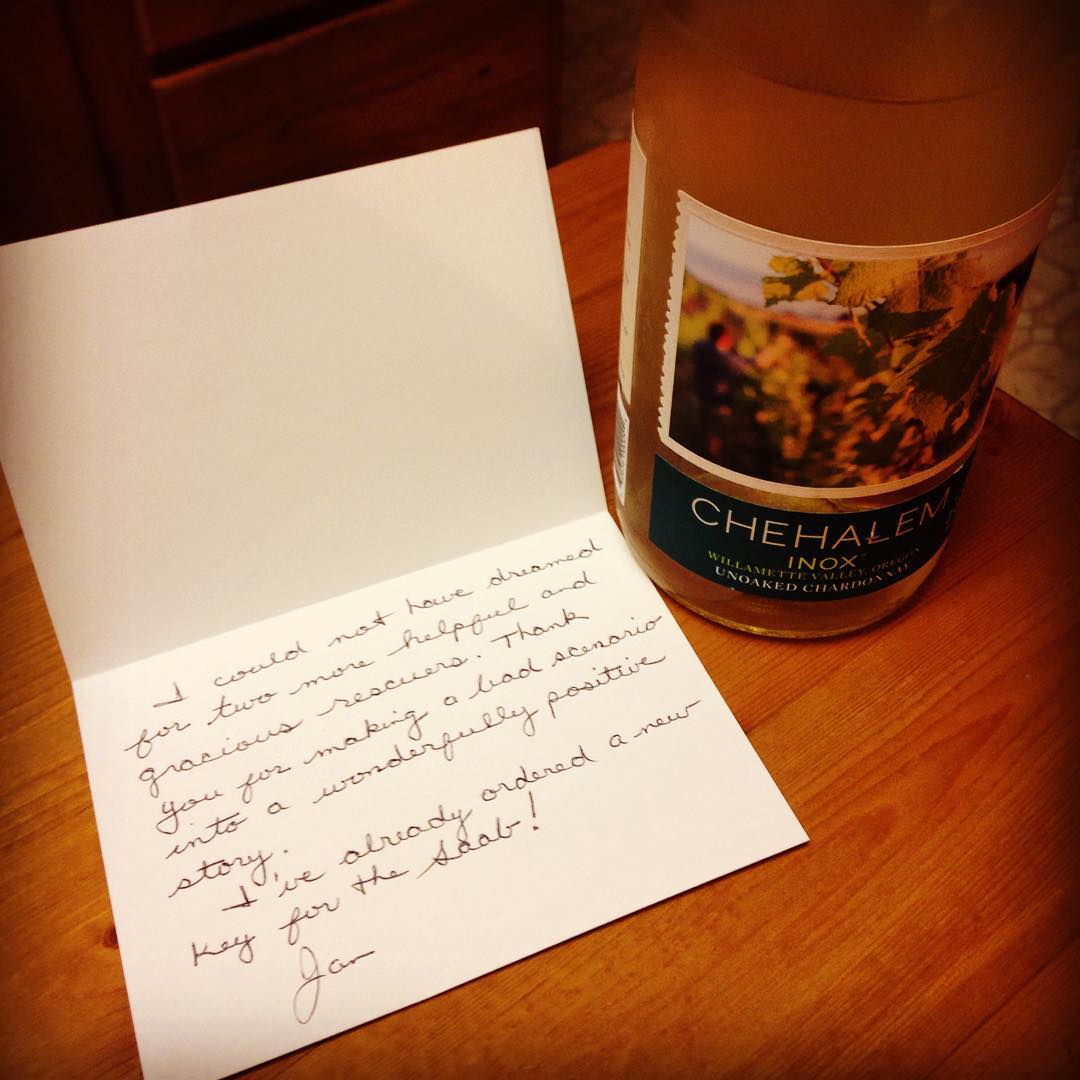 I could not have dreamed
for two more helpful and
gracious rescuers. Thank
you for making a bad scenario
into a wonderfully positive
story.
I've already ordered a new
key for the Saab!
Jan
CHEHALEM
INOX™
WILLAMETTE VALLEY, OREGON
UNOAKED CHARDONNAY